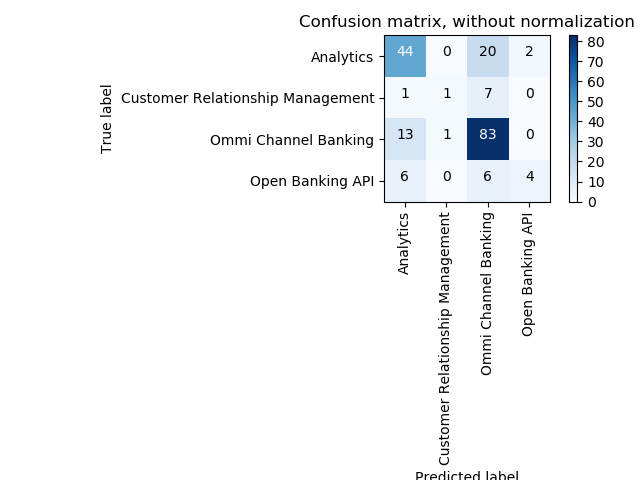 Confusion matrix, without normalization
True label
Analytics
Customer Relationship Management
Ommi Channel Banking
Open Banking API
44 0 20 2
1 1 7 0
13 1 83 0
6 0 6 4
80
70
60
50
40
30
20
10
0
Analytics
Customer Relationship Management
Ommi Channel Banking
Open Banking API
Predicted label